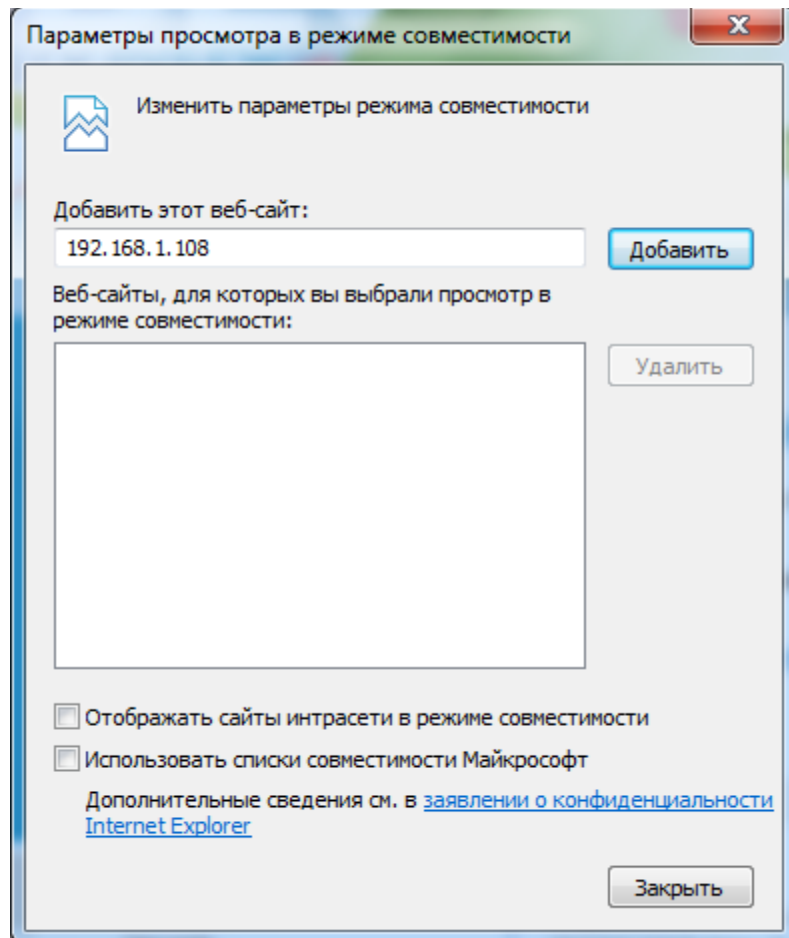 Параметры просмотра в режиме совместимости
Изменить параметры режима совместимости
Добавить этот веб-сайт:
192.168.1.108
Добавить
Веб-сайты, для которых вы выбрали просмотр в
режиме совместимости:
Удалить
Отображать сайты интрасети в режиме совместимости
Использовать списки совместимости Майкрософт
Дополнительные сведения см. в заявлении о конфиденциальности
Internet Explorer
Закрыть